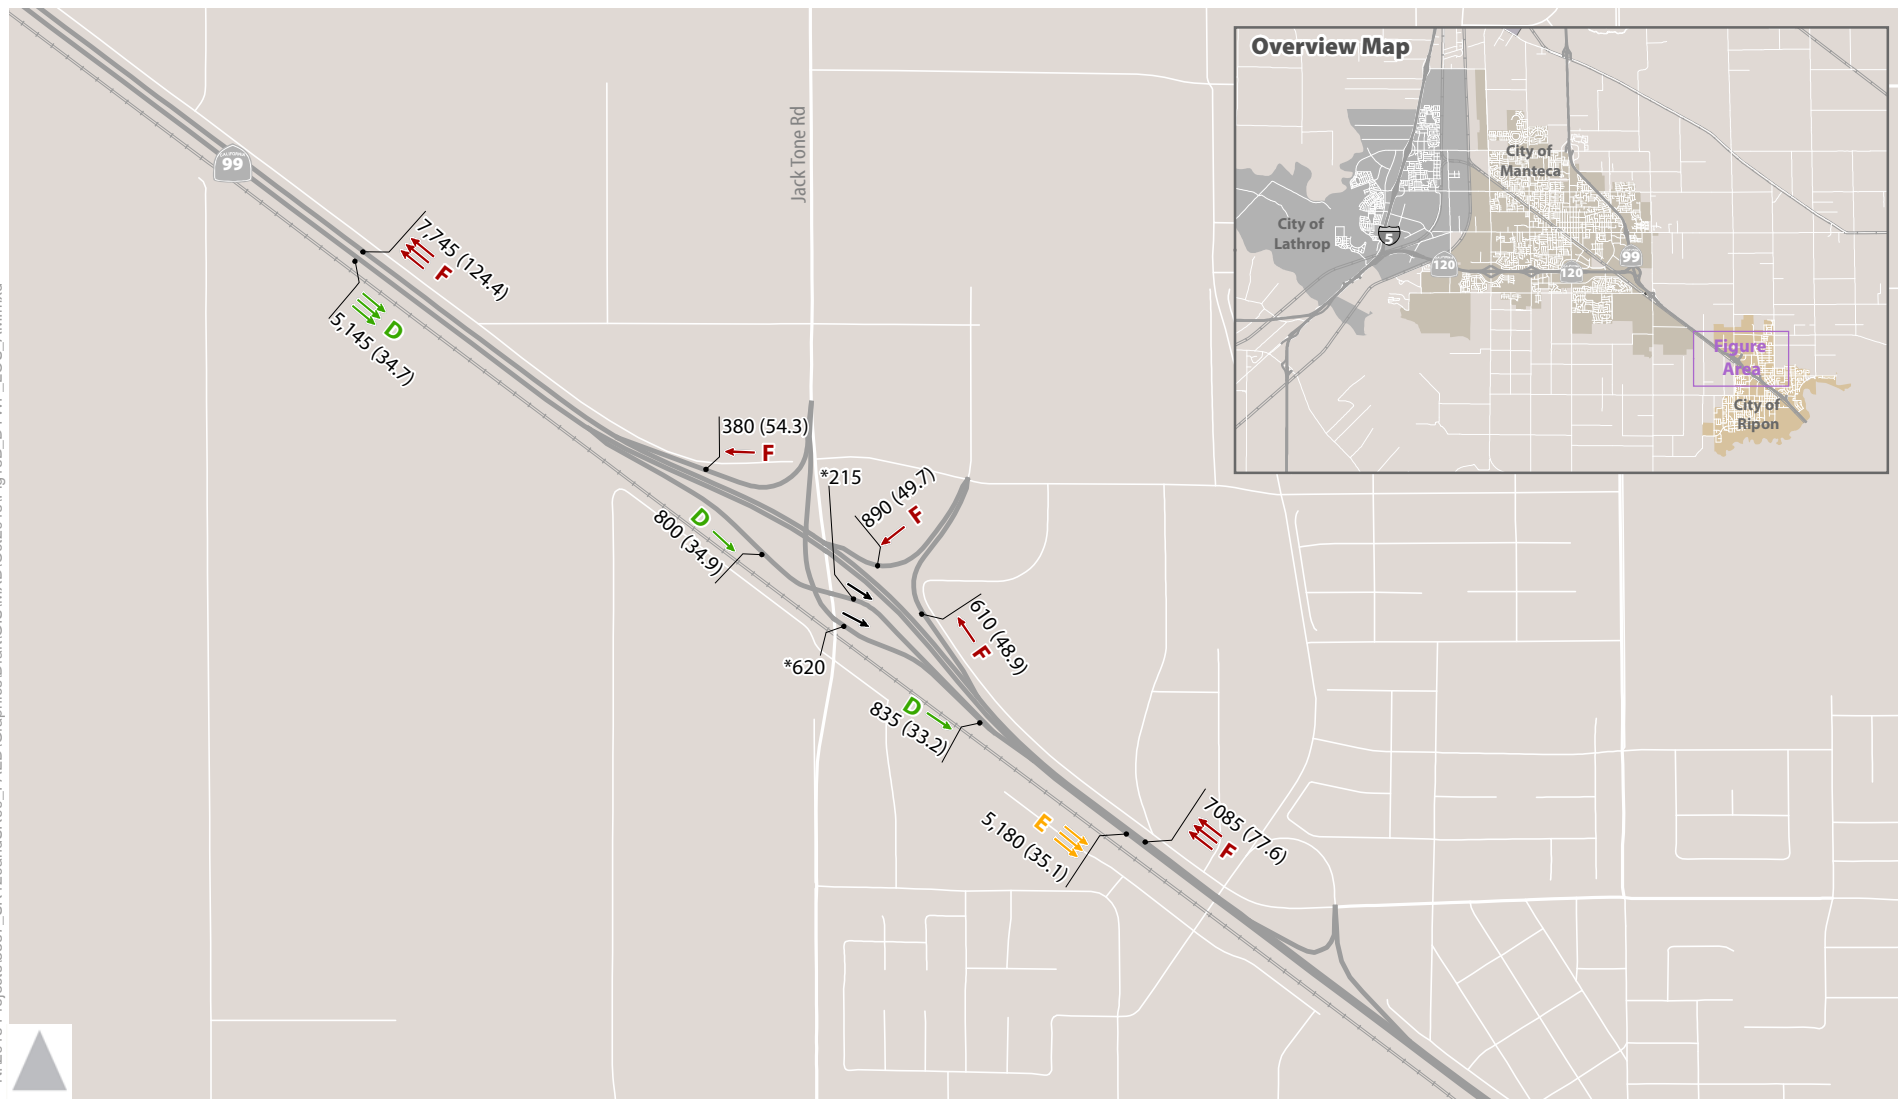 Overview Map
City of
Manteca
City of
Lathrop
5
120
120
99
Figure
Area
City of
Ripon
Jack Tone Rd
CALIFORNIA
99
7,745 (124.4)
F
D
5,145 (34.7)
380 (54.3)
F
*215
890 (49.7)
F
D
800 (34.9)
610 (48.9)
F
*620
D
835 (33.2)
E
5,180 (35.1)
7085 (77.6)
F